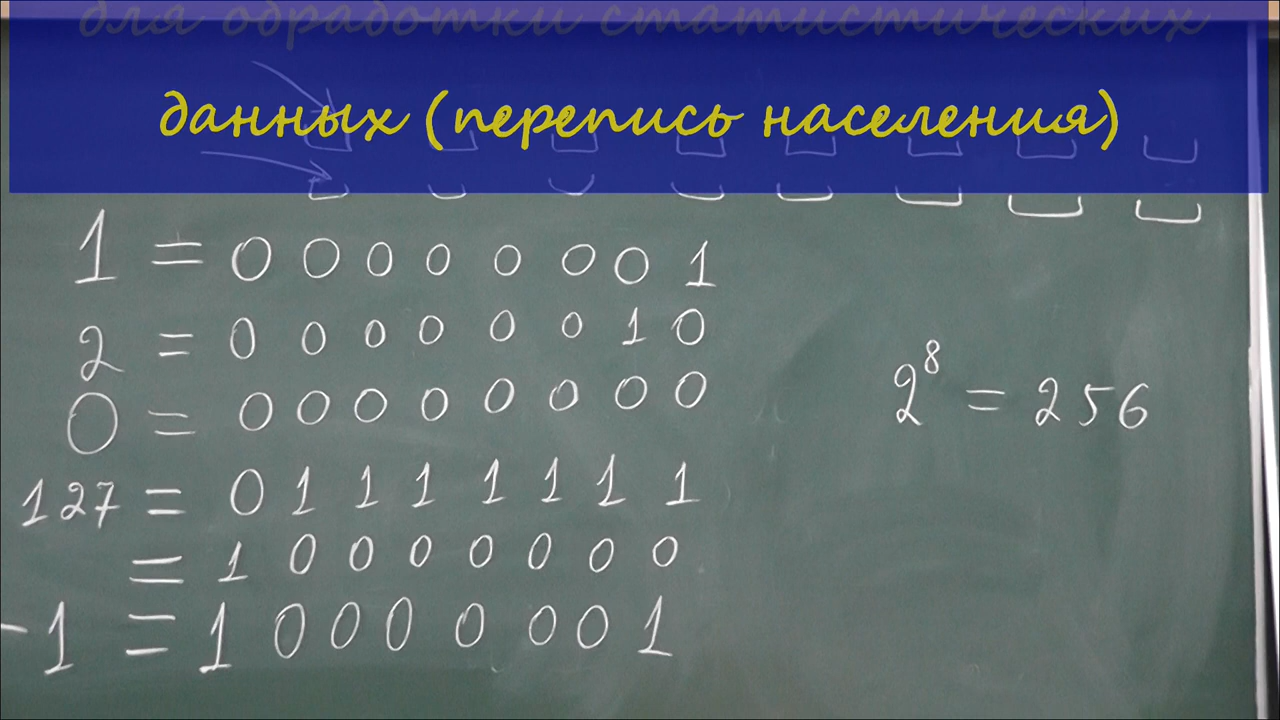 для обработки статистических
данных (перепись населения)
1 = 0 0 0 0 0 0 0 1
2 = 0 0 0 0 0 0 1 0
0 = 0 0 0 0 0 0 0 0
2⁸ = 256
127 = 0 1 1 1 1 1 1 1
= 1 0 0 0 0 0 0 0
-1 = 1 0 0 0 0 0 0 1